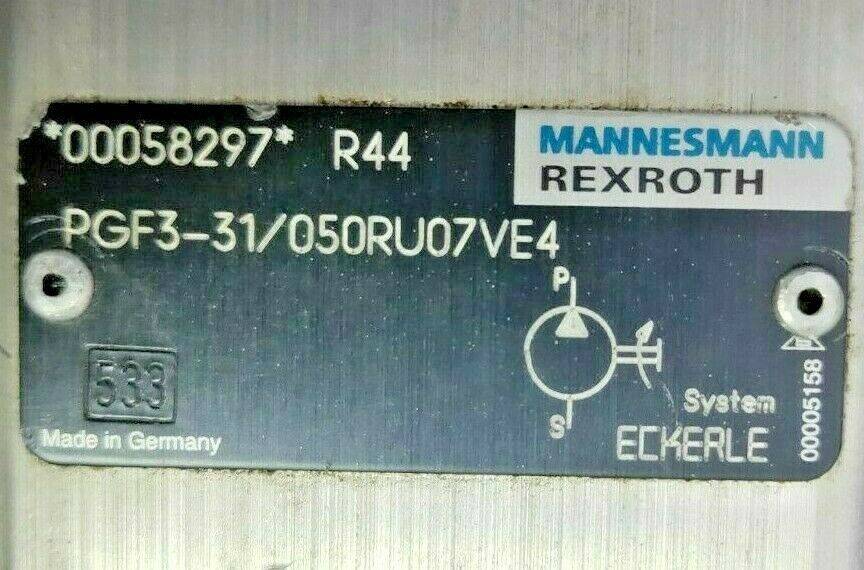 *00058297* R44
MANNESMANN
REXROTH
PGF3-31/050RU07VE4
P
S
533
Made in Germany
System
ECKERLE
00005158